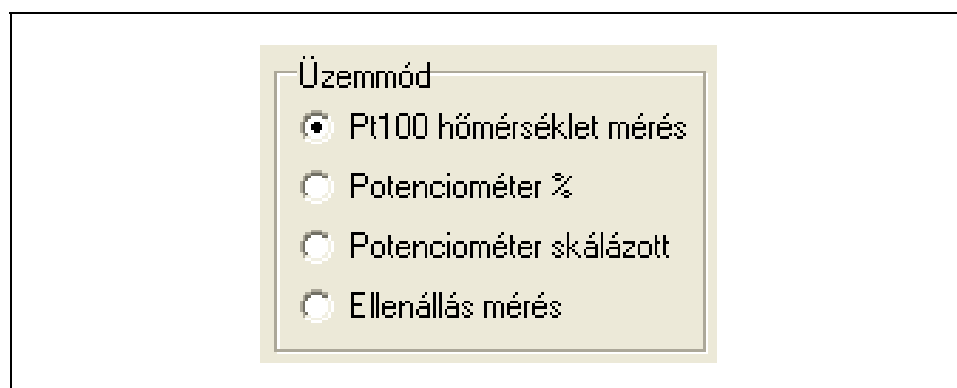 Üzemmód
Pt100 hőmérséklet mérés
Potenciométer %
Potenciométer skálázott
Ellenállás mérés